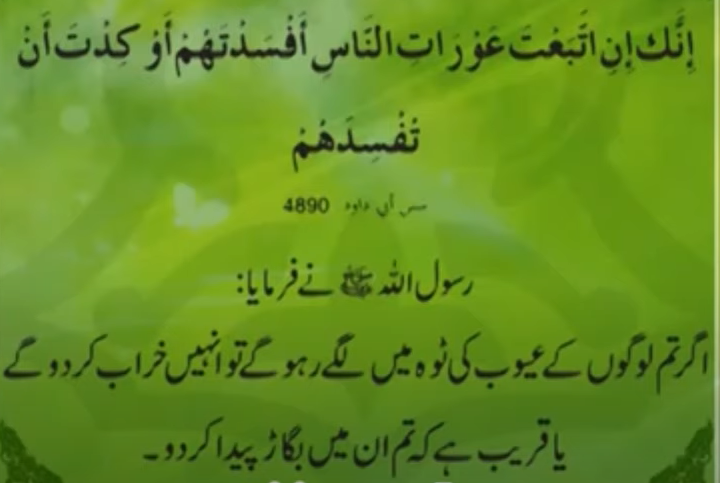 إِنَّكَ إِنِ اتَّبَعْتَ عَوْرَاتِ النَّاسِ أَفْسَدْتَهُمْ أَوْ كِدْتَ أَنْ
تُفْسِدَهُمْ
سنن أبي داود 4890
رسول اللہ ﷺ نے فرمایا:
اگر تم لوگوں کے عیوب کی ٹوہ میں لگے رہو گے تو انہیں خراب کر دو گے
یا قریب ہے کہ تم ان میں بگاڑ پیدا کر دو۔